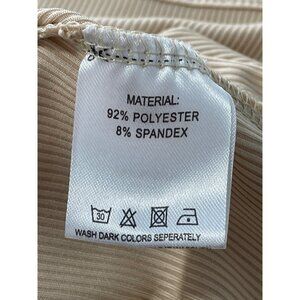 MATERIAL:
92% POLYESTER
8% SPANDEX
30
WASH DARK COLORS SEPERATELY